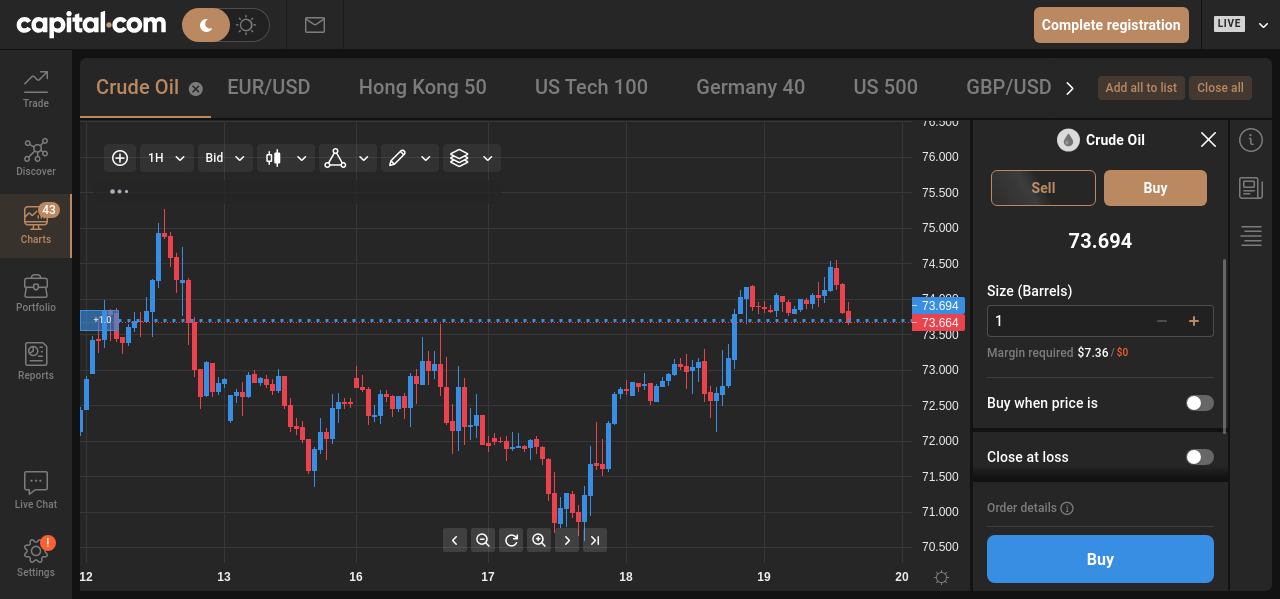 capital.com
Complete registration
LIVE
Trade
Discover
43
Charts
Portfolio
Reports
Live Chat
!
Settings
Crude Oil
EUR/USD
Hong Kong 50
US Tech 100
Germany 40
US 500
GBP/USD
Add all to list
Close all
1H
Bid
+1.0
76.500
76.000
75.500
75.000
74.500
74.000
73.694
73.664
73.500
73.000
72.500
72.000
71.500
71.000
70.500
12
13
16
17
18
19
20
Crude Oil
Sell
Buy
73.694
Size (Barrels)
1
Margin required $7.36 / $0
Buy when price is
Close at loss
Order details
Buy